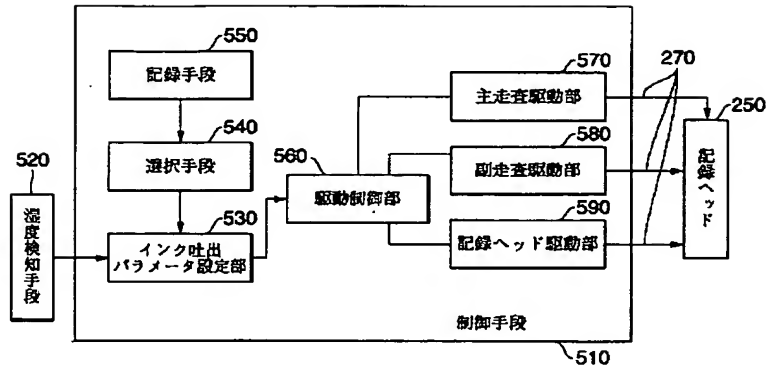 550
記録手段
540
選択手段
530
インク吐出
パラメータ設定部
520
湿度検知手段
560
駆動制御部
570
主走査駆動部
580
副走査駆動部
590
記録ヘッド駆動部
270
250
記録ヘッド
制御手段
510